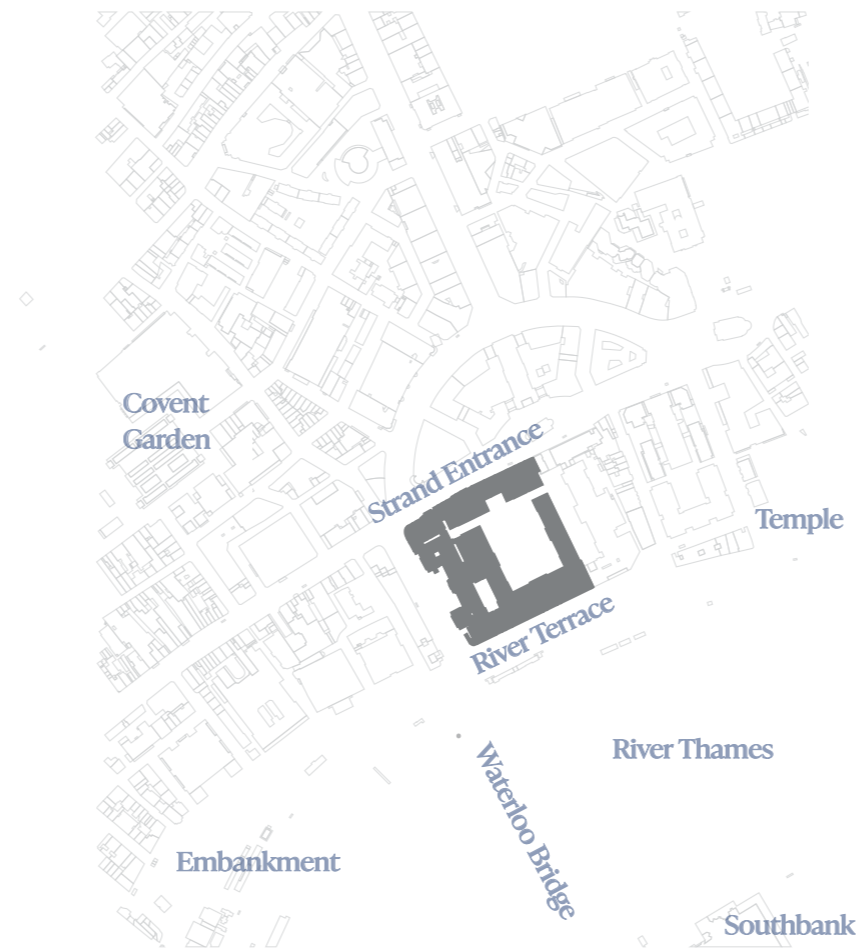 Covent
Garden
Strand Entrance
Temple
River Terrace
River Thames
Waterloo Bridge
Embankment
Southbank